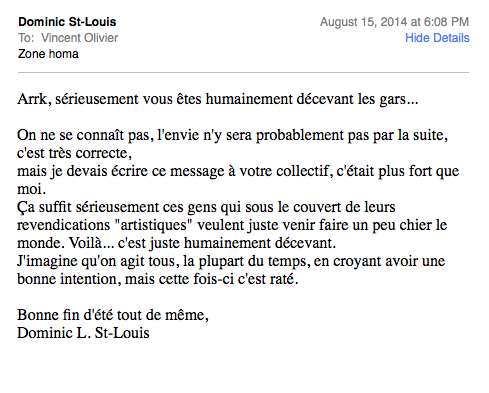 Dominic St-Louis
August 15, 2014 at 6:08 PM
To: Vincent Olivier
Hide Details
Zone homa
Arrk, sérieusement vous êtes humainement décevant les gars...
On ne se connaît pas, l'envie n'y sera probablement pas par la suite,
c'est très correcte,
mais je devais écrire ce message à votre collectif, c'était plus fort que
moi.
Ça suffit sérieusement ces gens qui sous le couvert de leurs
revendications "artistiques" veulent juste venir faire un peu chier le
monde. Voilà... c'est juste humainement décevant.
J'imagine qu'on agit tous, la plupart du temps, en croyant avoir une
bonne intention, mais cette fois-ci c'est raté.
Bonne fin d'été tout de même,
Dominic L. St-Louis